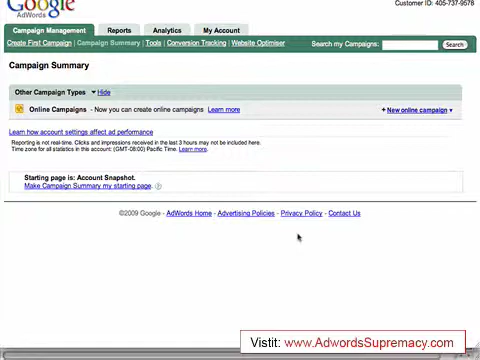 Customer ID: 405-737-9578
Google
AdWords
Campaign Management Reports Analytics My Account
Create First Campaign | Campaign Summary | Tools | Conversion Tracking | Website Optimiser Search my Campaigns: Search
Campaign Summary
Other Campaign Types Hide
Online Campaigns - Now you can create online campaigns Learn more + New online campaign
Learn how account settings affect ad performance
Reporting is not real-time. Clicks and impressions received in the last 3 hours may not be included here.
Time zone for all statistics in this account: (GMT-08:00) Pacific Time. Learn more.
Starting page is: Account Snapshot.
Make Campaign Summary my starting page. ?
©2009 Google - AdWords Home - Advertising Policies - Privacy Policy - Contact Us
Vistit: www.AdwordsSupremacy.com